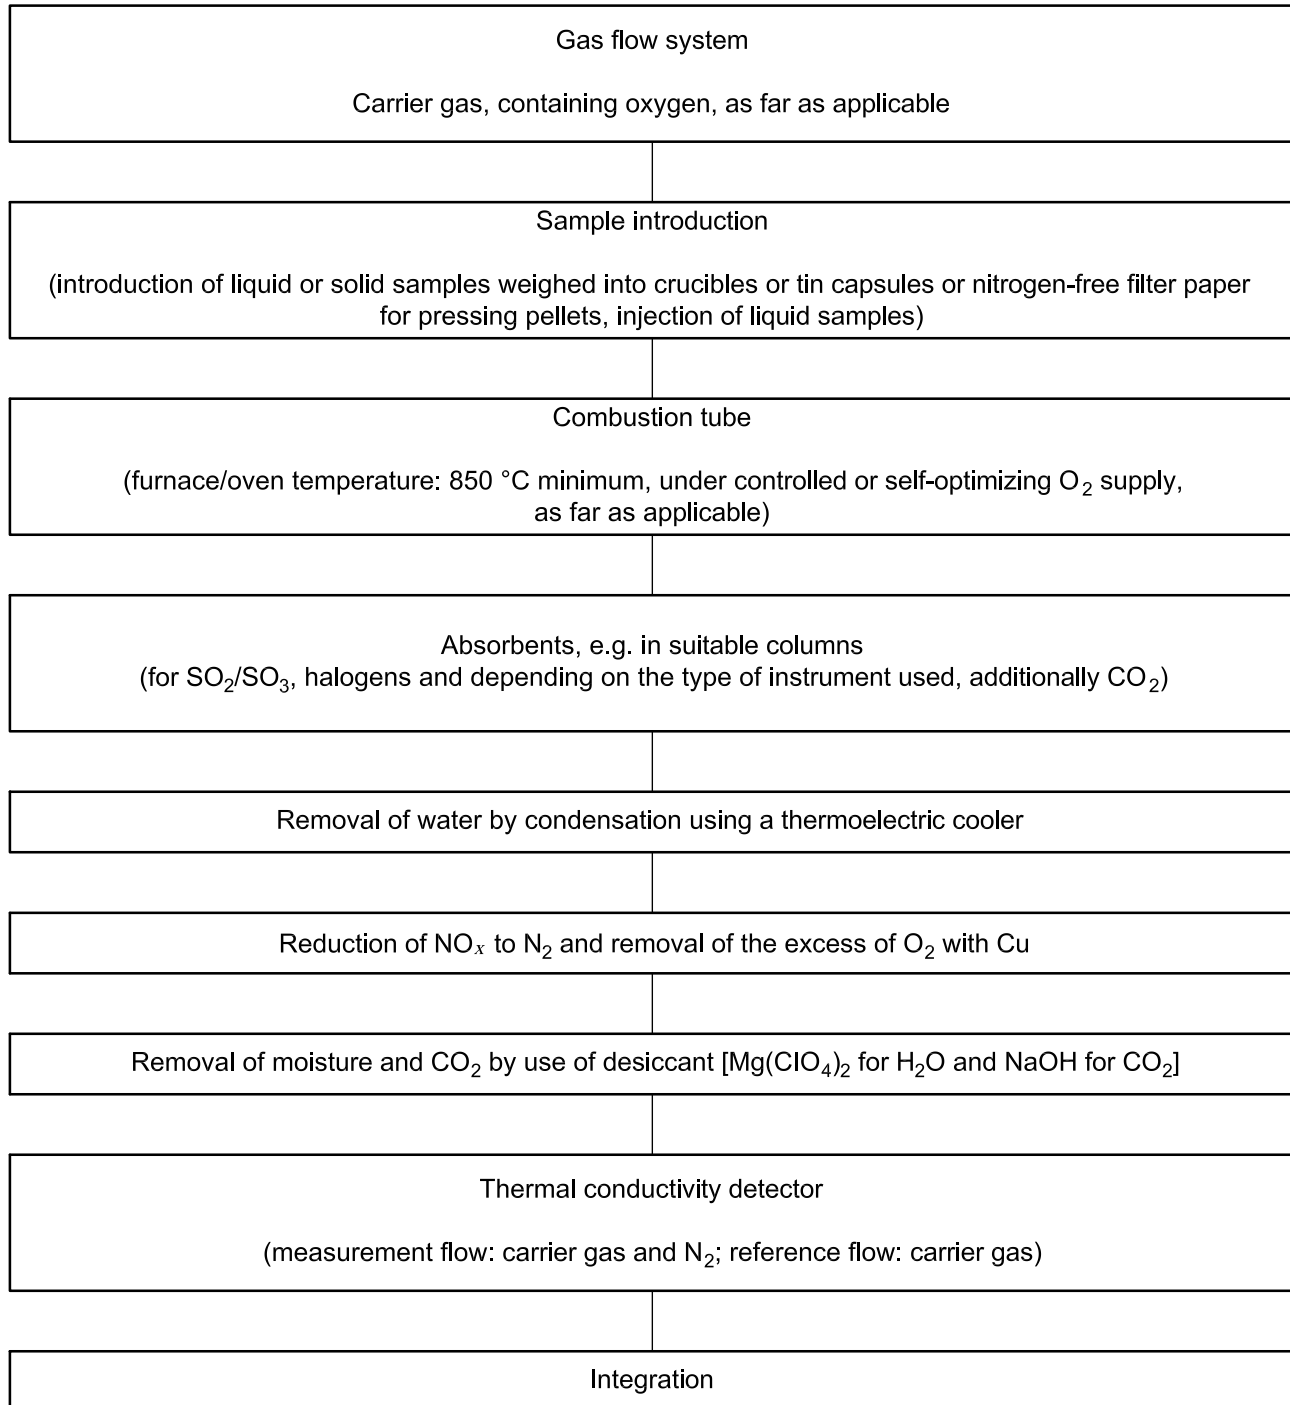 Gas flow system
Carrier gas, containing oxygen, as far as applicable
Sample introduction
(introduction of liquid or solid samples weighed into crucibles or tin capsules or nitrogen-free filter paper
for pressing pellets, injection of liquid samples)
Combustion tube
(furnace/oven temperature: 850 °C minimum, under controlled or self-optimizing O₂ supply,
as far as applicable)
Absorbents, e.g. in suitable columns
(for SO₂/SO₃, halogens and depending on the type of instrument used, additionally CO₂)
Removal of water by condensation using a thermoelectric cooler
Reduction of NOₓ to N₂ and removal of the excess of O₂ with Cu
Removal of moisture and CO₂ by use of desiccant [Mg(ClO₄)₂ for H₂O and NaOH for CO₂]
Thermal conductivity detector
(measurement flow: carrier gas and N₂; reference flow: carrier gas)
Integration